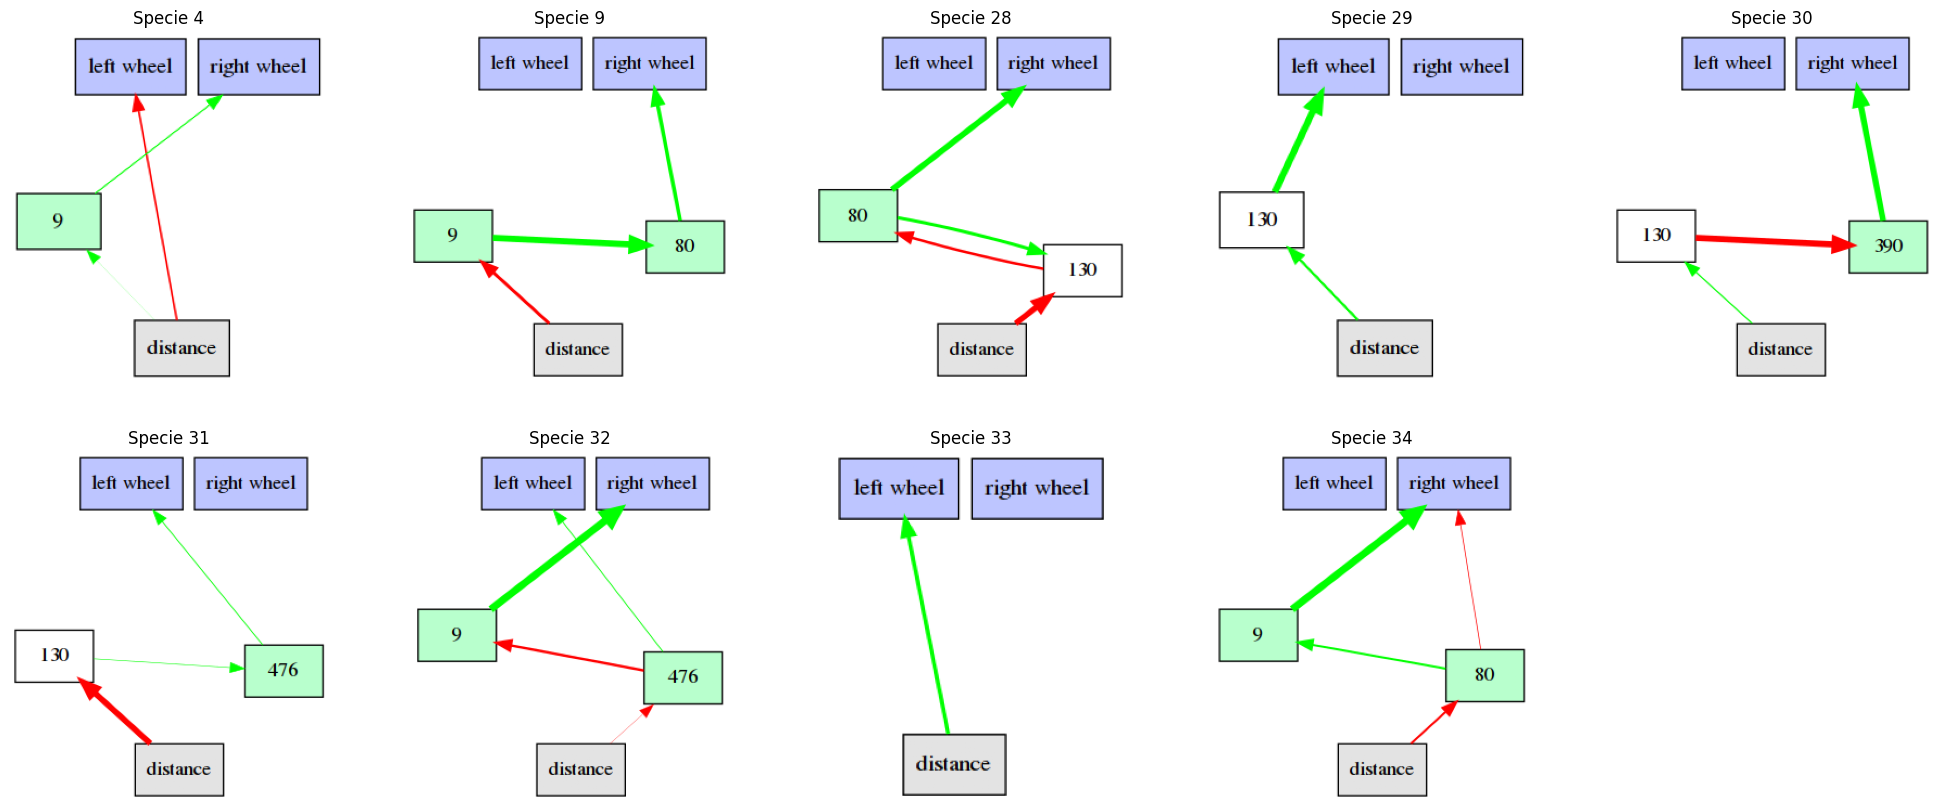 Specie 4
left wheel
right wheel
9
distance
Specie 9
left wheel
right wheel
9
80
distance
Specie 28
left wheel
right wheel
80
130
distance
Specie 29
left wheel
right wheel
130
distance
Specie 30
left wheel
right wheel
130
390
distance
Specie 31
left wheel
right wheel
130
476
distance
Specie 32
left wheel
right wheel
9
476
distance
Specie 33
left wheel
right wheel
distance
Specie 34
left wheel
right wheel
9
80
distance